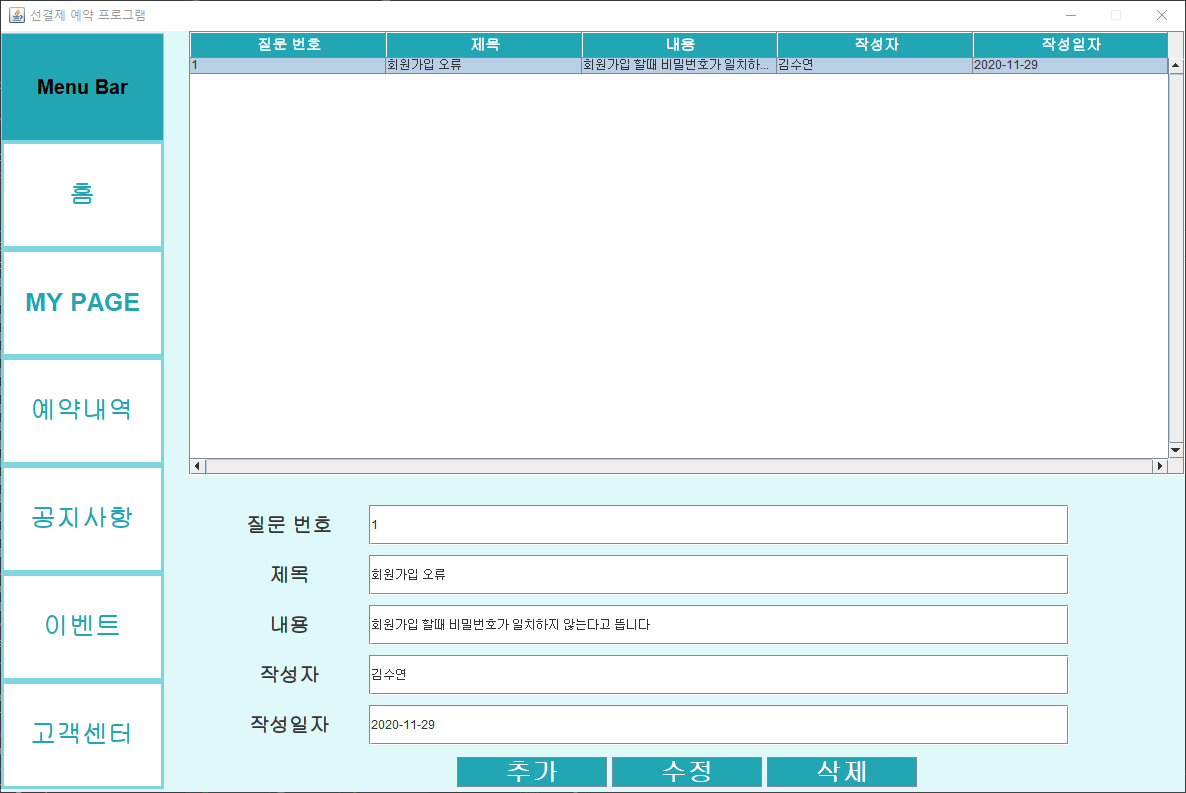 선결제 예약 프로그램
Menu Bar
홈
MY PAGE
예약내역
공지사항
이벤트
고객센터
질문 번호 제목 내용 작성자 작성일자
1 회원가입 오류 회원가입 할때 비밀번호가 일치하... 김수연 2020-11-29
질문 번호 1
제목 회원가입 오류
내용 회원가입 할때 비밀번호가 일치하지 않는다고 뜹니다
작성자 김수연
작성일자 2020-11-29
추가 수정 삭제